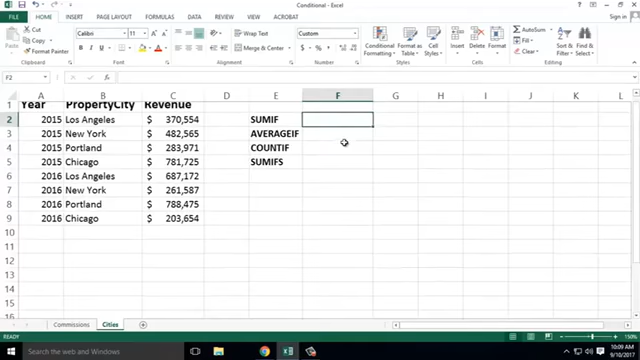 Conditional - Excel
FILE HOME INSERT PAGE LAYOUT FORMULAS DATA REVIEW VIEW ACROBAT Sign in
Cut
Copy
Format Painter
Paste
Clipboard
Calibri 11
Font
Wrap Text
Merge & Center
Alignment
General
Number
Conditional Formatting
Format as Table
Cell Styles
Styles
Insert Delete Format
Cells
AutoSum
Fill
Clear
Sort & Filter
Find & Select
Editing
F2
A B C D E F G H I J K L
1 Year PropertyCity Revenue
2 2015 Los Angeles $ 370,554 SUMIF
3 2015 New York $ 482,565 AVERAGEIF
4 2015 Portland $ 283,971 COUNTIF
5 2015 Chicago $ 781,725 SUMIFS
6 2016 Los Angeles $ 687,172
7 2016 New York $ 261,587
8 2016 Portland $ 788,475
9 2016 Chicago $ 203,654
10
11
12
13
14
15
16
Commissions Cities
READY 150%
Search the web and Windows
10:09 AM
9/10/2017